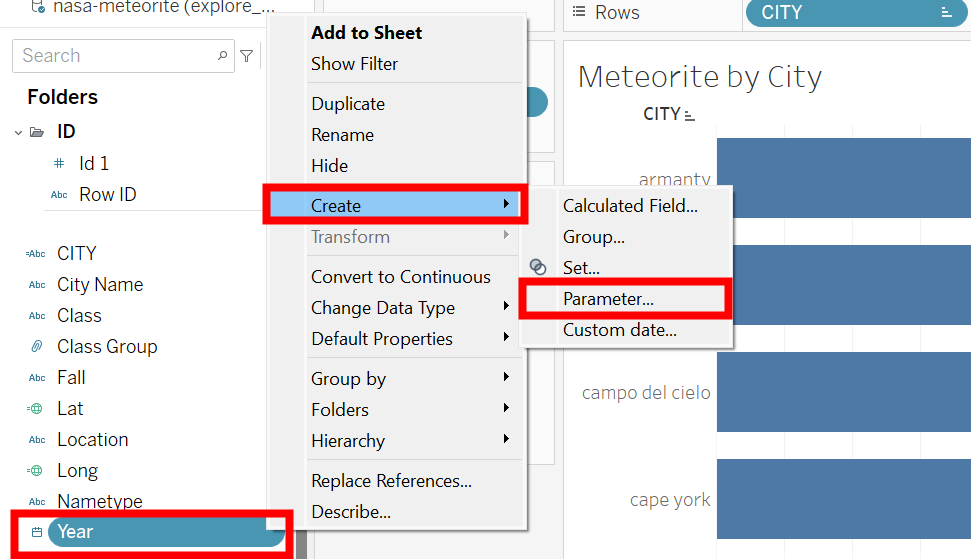 nasa-meteorite (explore_...
Search
Folders
ID
# Id 1
Abc Row ID
=Abc CITY
Abc City Name
Abc Class
Class Group
Abc Fall
Lat
Abc Location
Long
Abc Nametype
Year
Add to Sheet
Show Filter
Duplicate
Rename
Hide
Create
Transform
Convert to Continuous
Change Data Type
Default Properties
Group by
Folders
Hierarchy
Replace References...
Describe...
Calculated Field...
Group...
Set...
Parameter...
Custom date...
Rows
CITY
Meteorite by City
CITY
armanty
campo del cielo
cape york